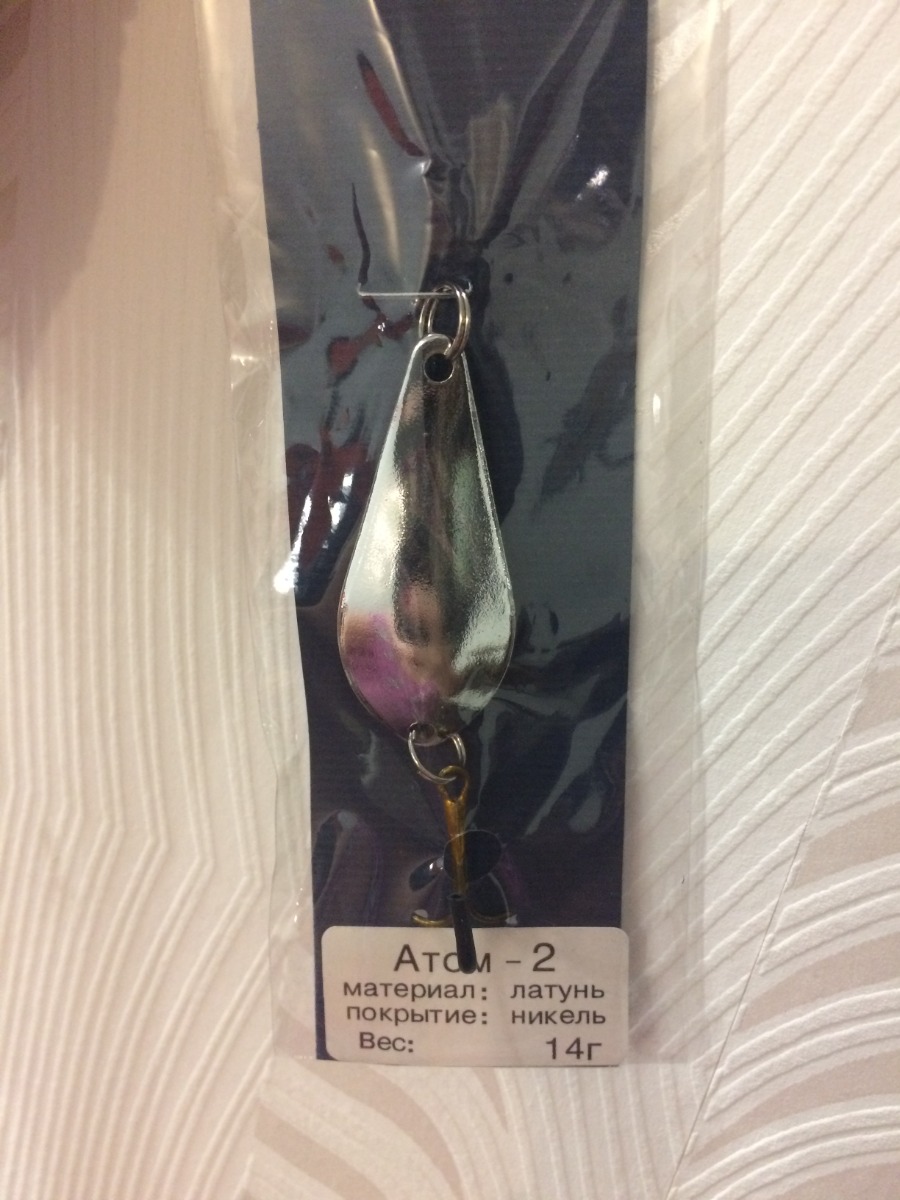 Атом - 2
материал: латунь
покрытие: никель
Вес: 14г